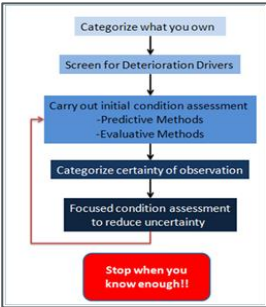 Categorize what you own
Screen for Deterioration Drivers
Carry out initial condition assessment
-Predictive Methods
-Evaluative Methods
Categorize certainty of observation
Focused condition assessment
to reduce uncertainty
Stop when you
know enough!!